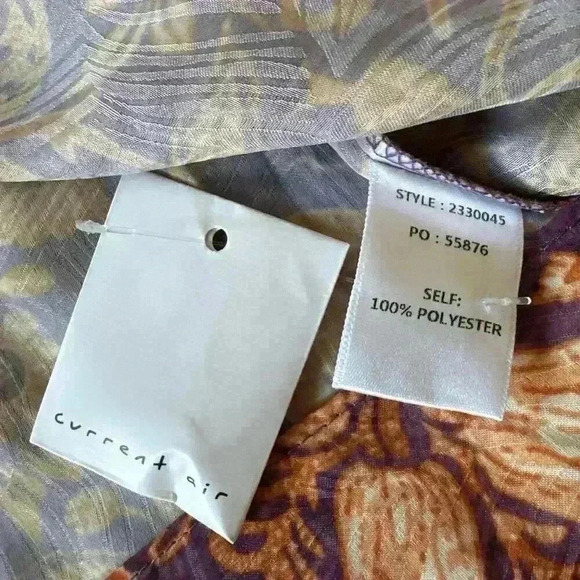 current air
STYLE : 2330045
PO : 55876
SELF:
100% POLYESTER